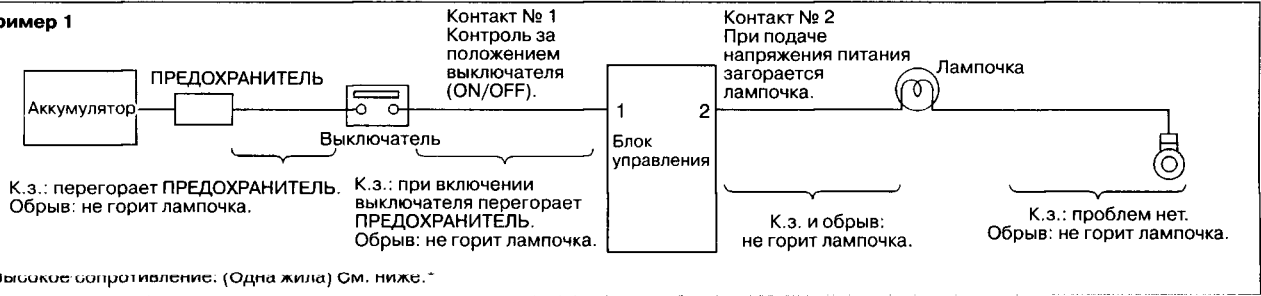 ример 1
Контакт № 1
Контроль за
положением
выключателя
(ON/OFF).
Контакт № 2
При подаче
напряжения питания
загорается
лампочка.
ПРЕДОХРАНИТЕЛЬ
Лампочка
Аккумулятор
1 2
Выключатель
Блок
управления
К.з.: перегорает ПРЕДОХРАНИТЕЛЬ.
Обрыв: не горит лампочка.
К.з.: при включении
выключателя перегорает
ПРЕДОХРАНИТЕЛЬ.
Обрыв: не горит лампочка.
К.з. и обрыв:
не горит лампочка.
К.з.: проблем нет.
Обрыв: не горит лампочка.
высокое сопротивление: (Одна жила) См. ниже.*